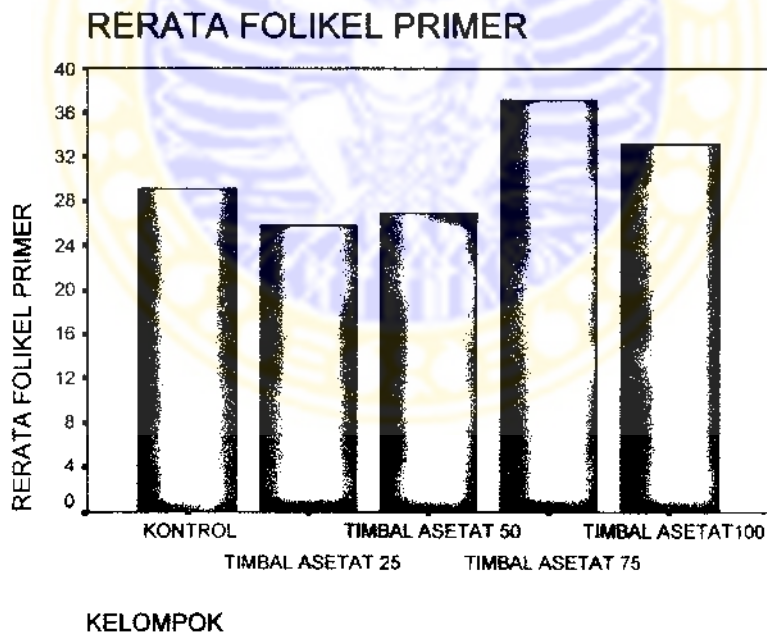 RERATA FOLIKEL PRIMER
RERATA FOLIKEL PRIMER
40
36
32
28
24
20
16
12
8
4
0
KONTROL
TIMBAL ASETAT 25
TIMBAL ASETAT 50
TIMBAL ASETAT 75
TIMBAL ASETAT100
KELOMPOK